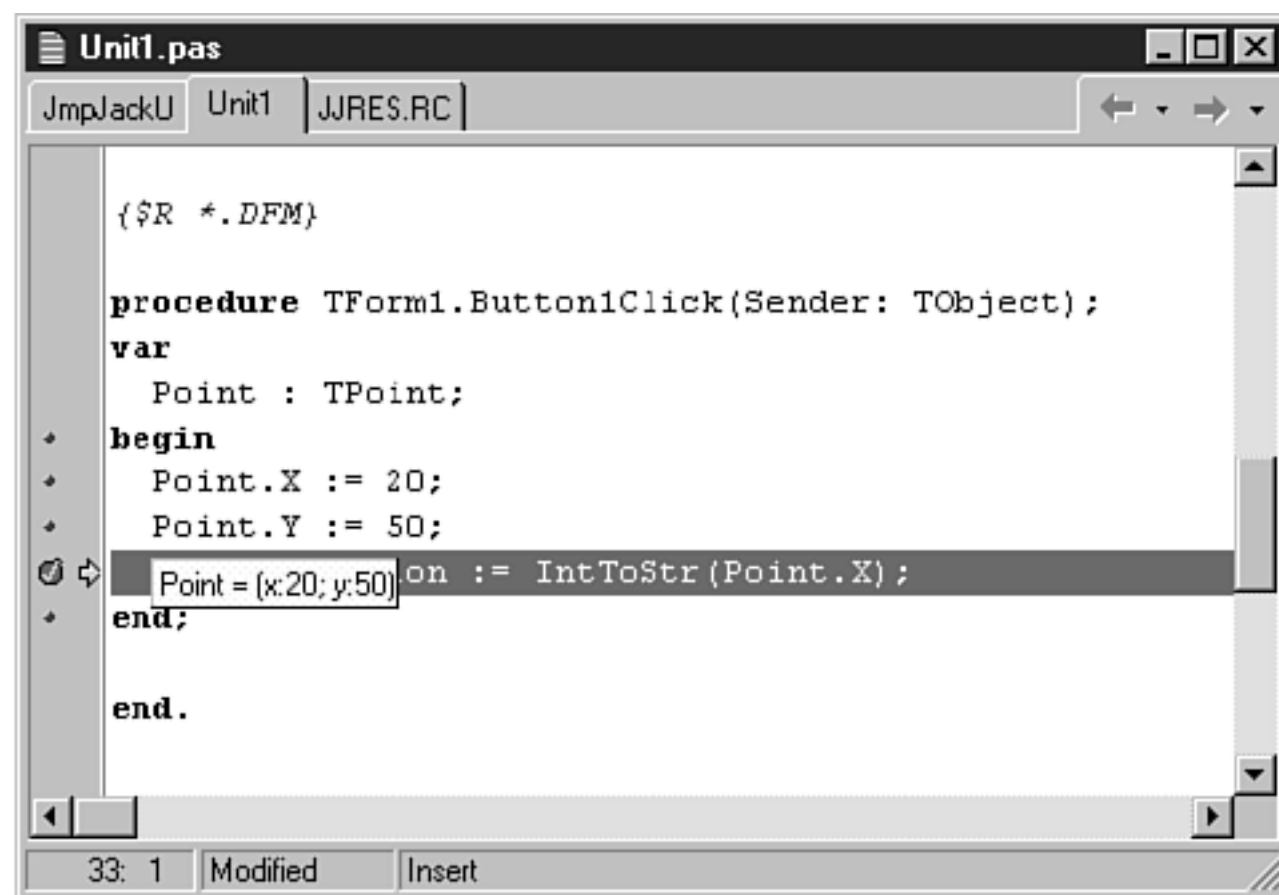 Unit1.pas
JmpJackU Unit1 JJRES.RC
{$R *.DFM}
procedure TForm1.Button1Click(Sender: TObject);
var
Point : TPoint;
begin
Point.X := 20;
Point.Y := 50;
Point = (x:20; y:50) on := IntToStr(Point.X);
end;
end.
33: 1 Modified Insert